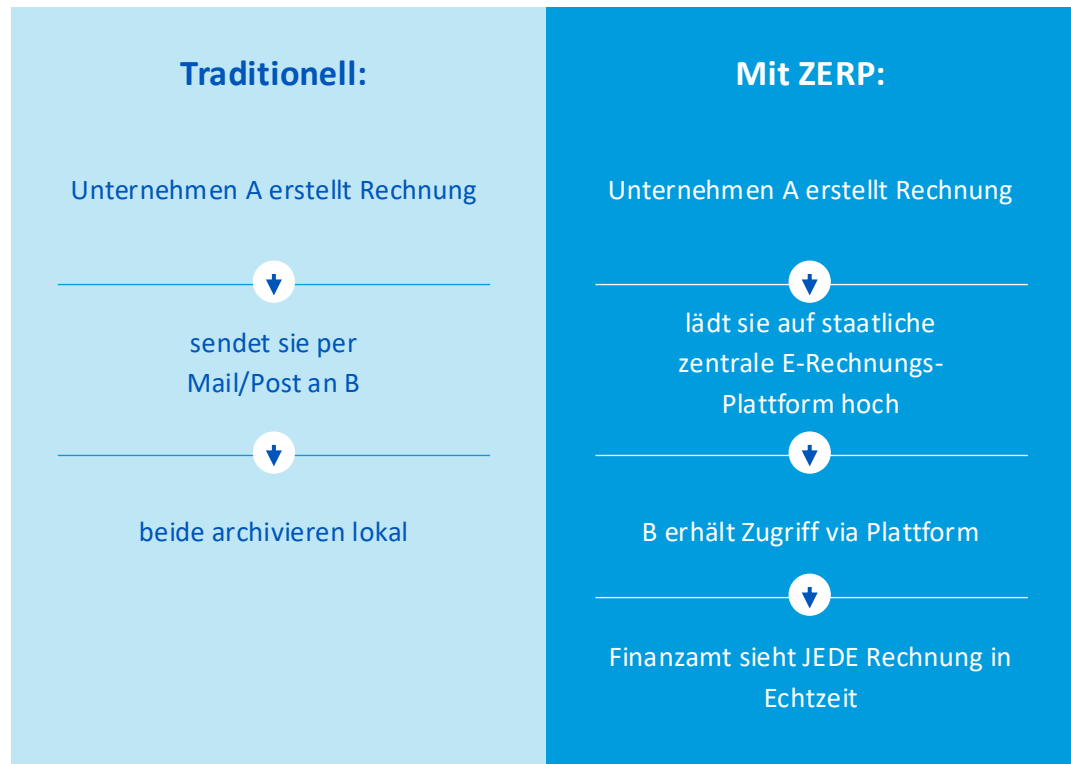 Traditionell:
Unternehmen A erstellt Rechnung
sendet sie per
Mail/Post an B
beide archivieren lokal
Mit ZERP:
Unternehmen A erstellt Rechnung
lädt sie auf staatliche
zentrale E-Rechnungs-
Plattform hoch
B erhält Zugriff via Plattform
Finanzamt sieht JEDE Rechnung in
Echtzeit